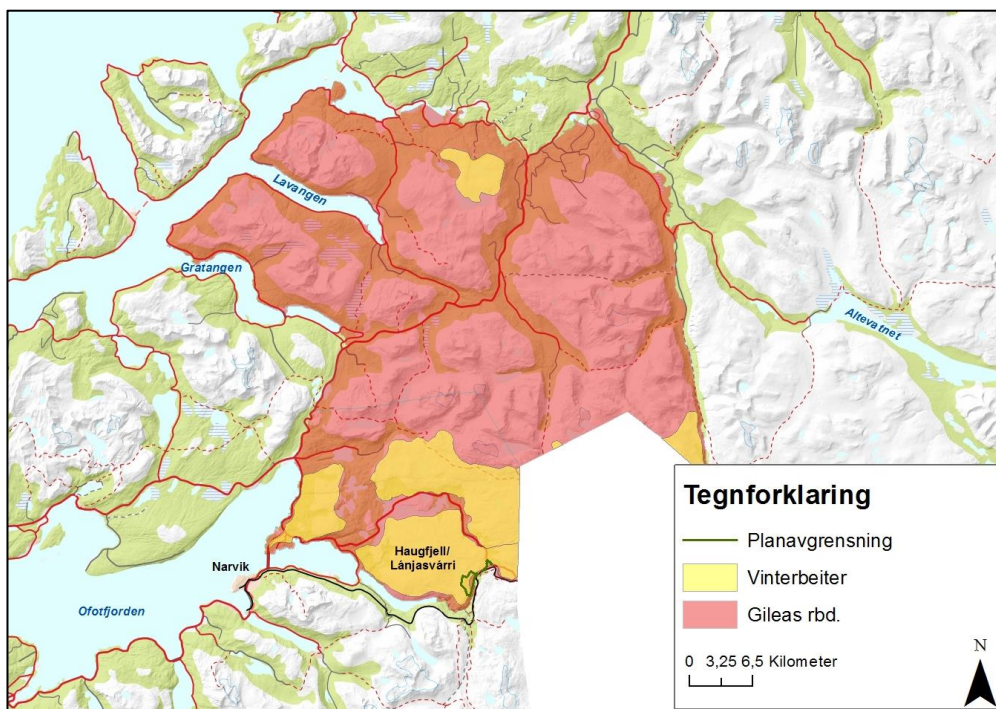 Lavangen
Gratangen
Altevatnet
Narvik
Haugfjell/
Lánjasvárri
Ofotfjorden
Tegnforklaring
Planavgrensning
Vinterbeiter
Gileas rbd.
0 3,25 6,5 Kilometer
N